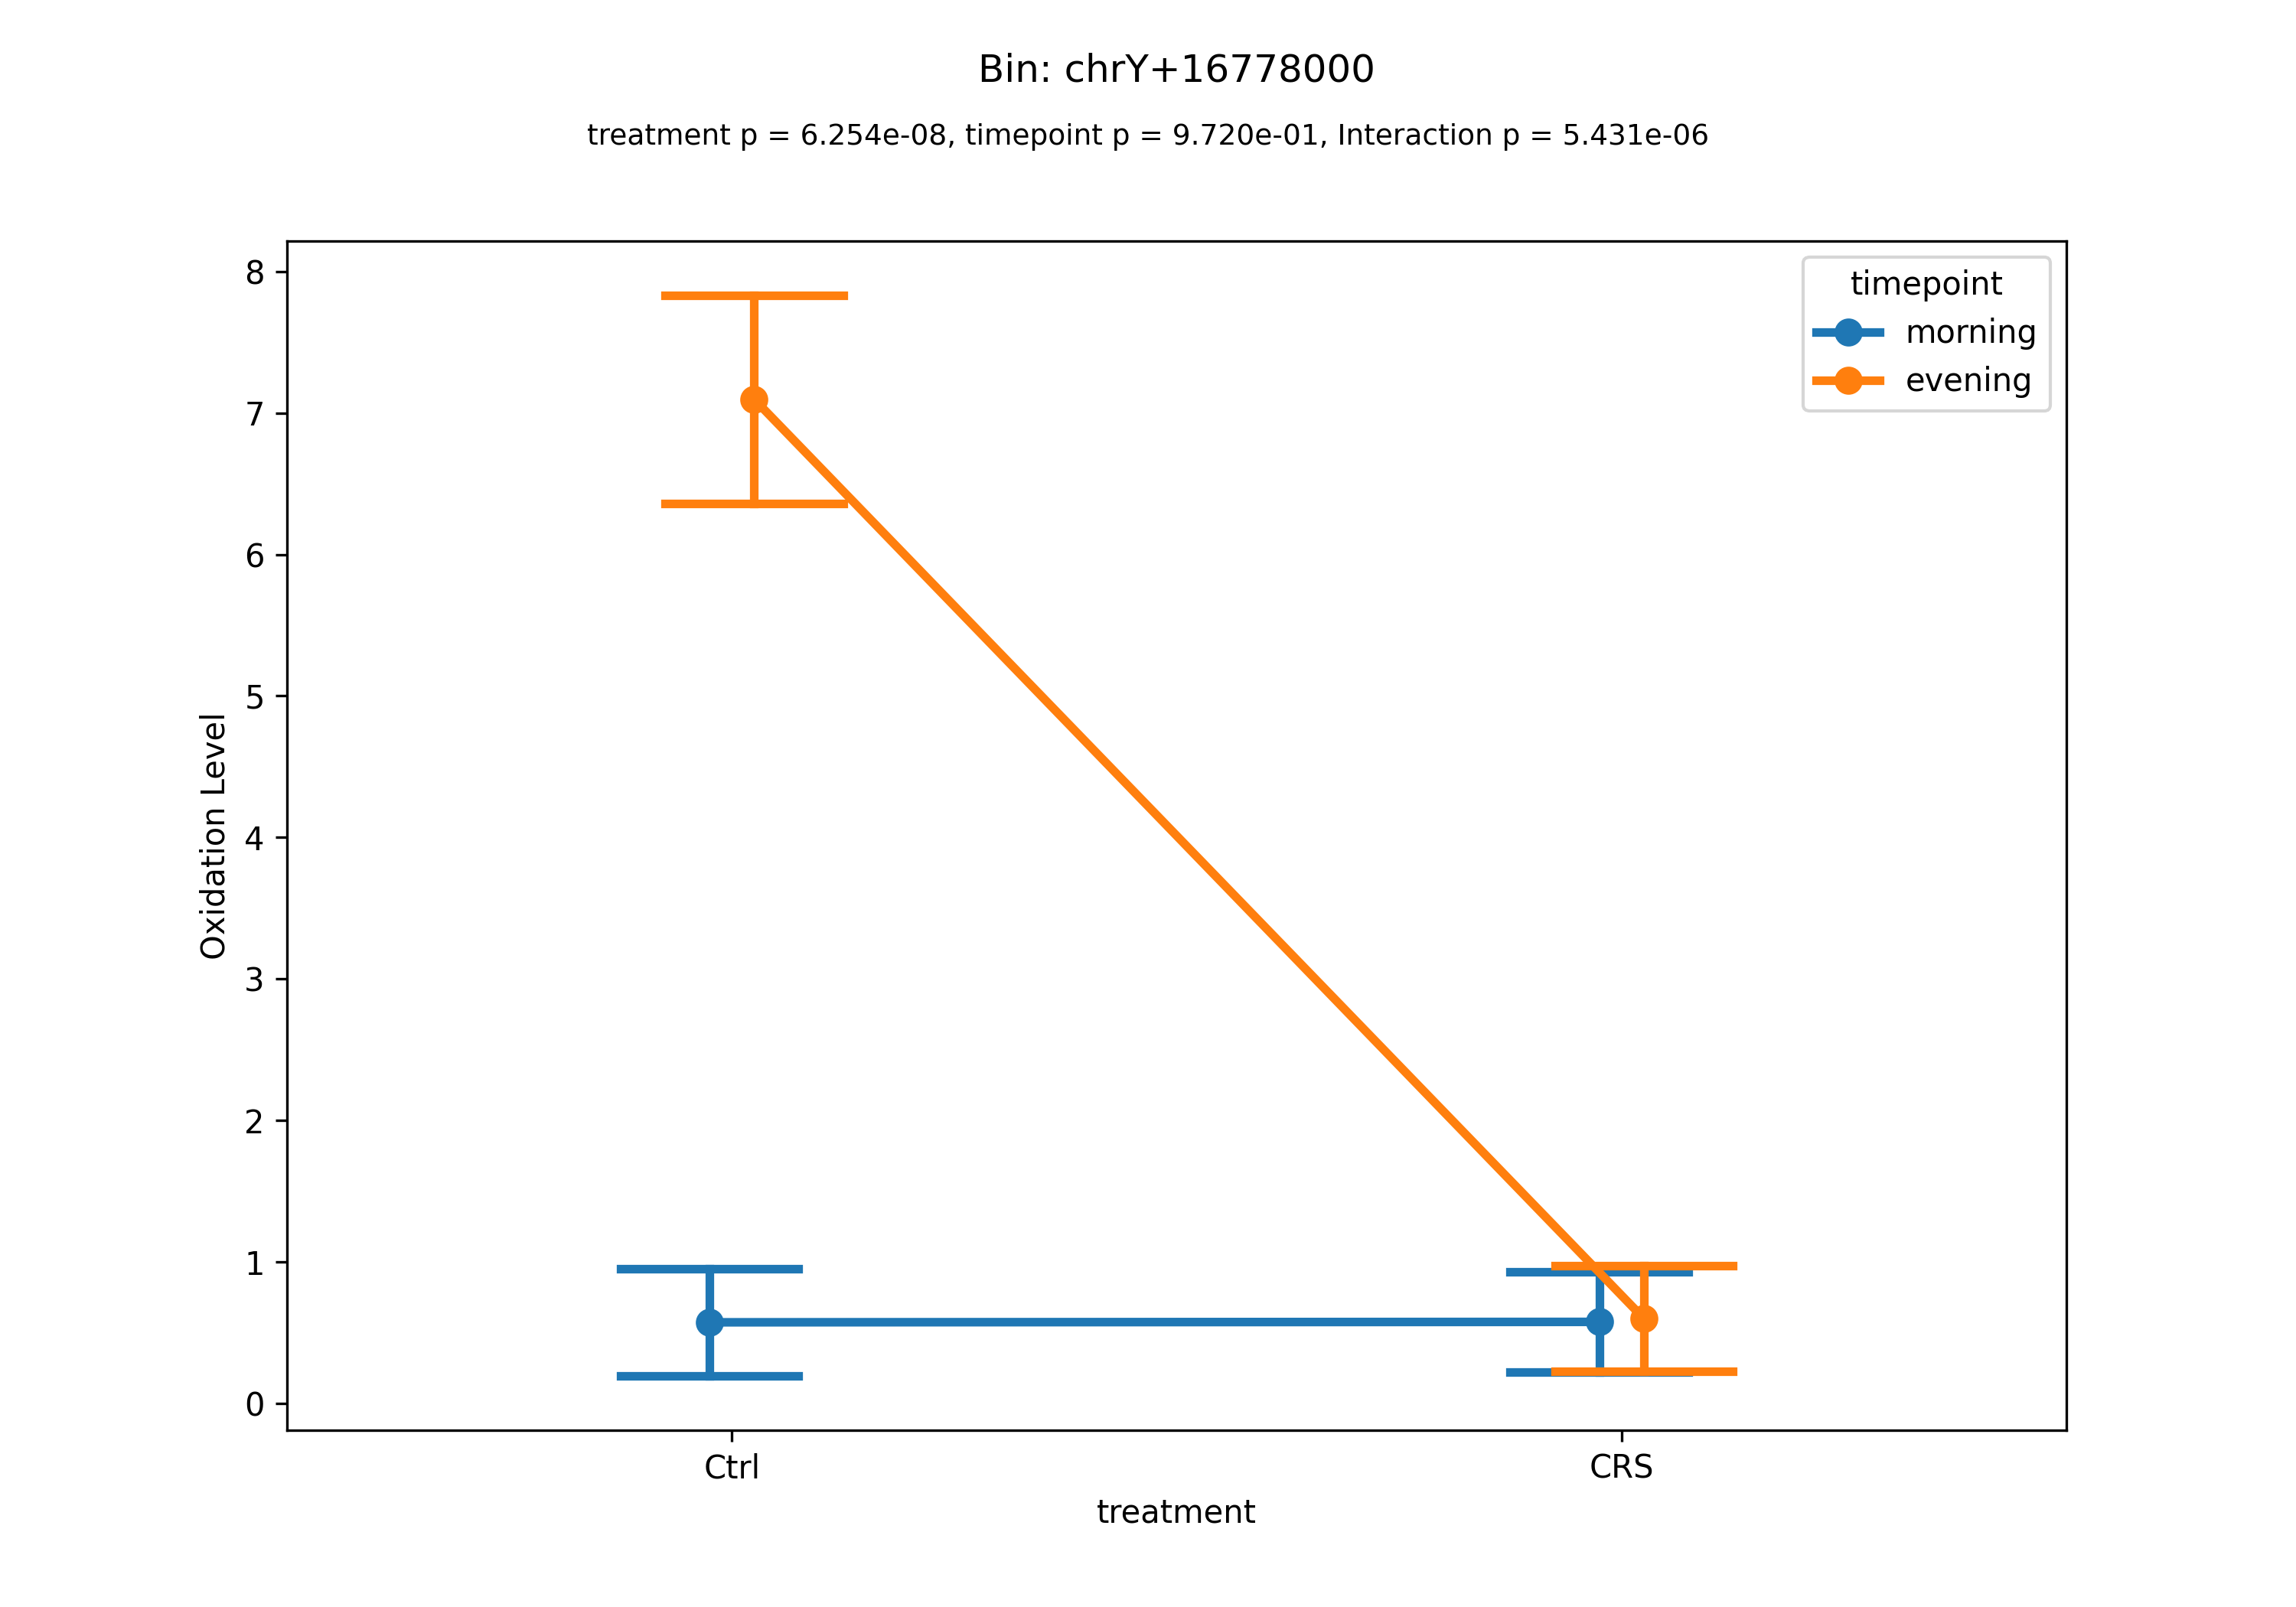 Bin: chrY+16778000
treatment p = 6.254e-08, timepoint p = 9.720e-01, Interaction p = 5.431e-06
timepoint
morning
evening
8
7
6
5
4
3
2
1
0
Oxidation Level
Ctrl
CRS
treatment